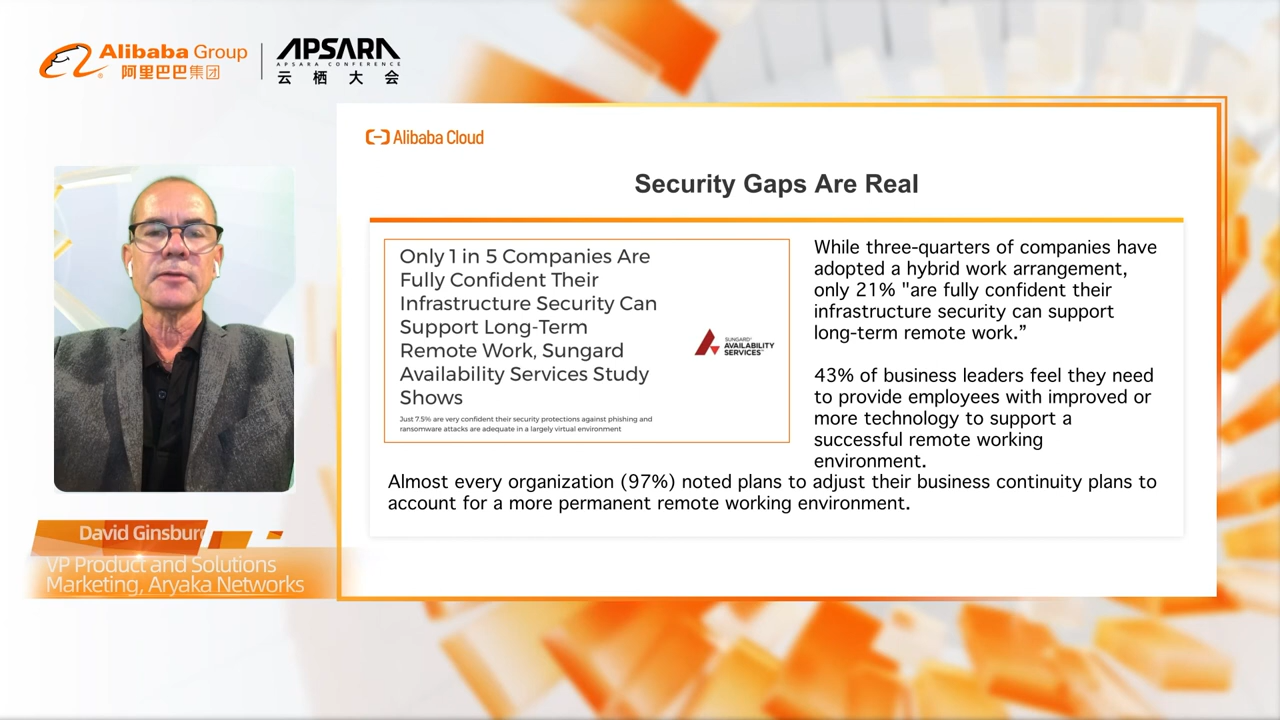 Alibaba Group
阿里巴巴集团
APSARA
APSARA CONFERENCE
云栖大会
Alibaba Cloud
Security Gaps Are Real
Only 1 in 5 Companies Are
Fully Confident Their
Infrastructure Security Can
Support Long-Term
Remote Work, Sungard
Availability Services Study
Shows
Just 7.5% are very confident their security protections against phishing and
ransomware attacks are adequate in a largely virtual environment
SUNGARD
AVAILABILITY
SERVICES
While three-quarters of companies have
adopted a hybrid work arrangement,
only 21% "are fully confident their
infrastructure security can support
long-term remote work.”
43% of business leaders feel they need
to provide employees with improved or
more technology to support a
successful remote working
environment.
Almost every organization (97%) noted plans to adjust their business continuity plans to
account for a more permanent remote working environment.
David Ginsburg
VP Product and Solutions
Marketing, Aryaka Networks